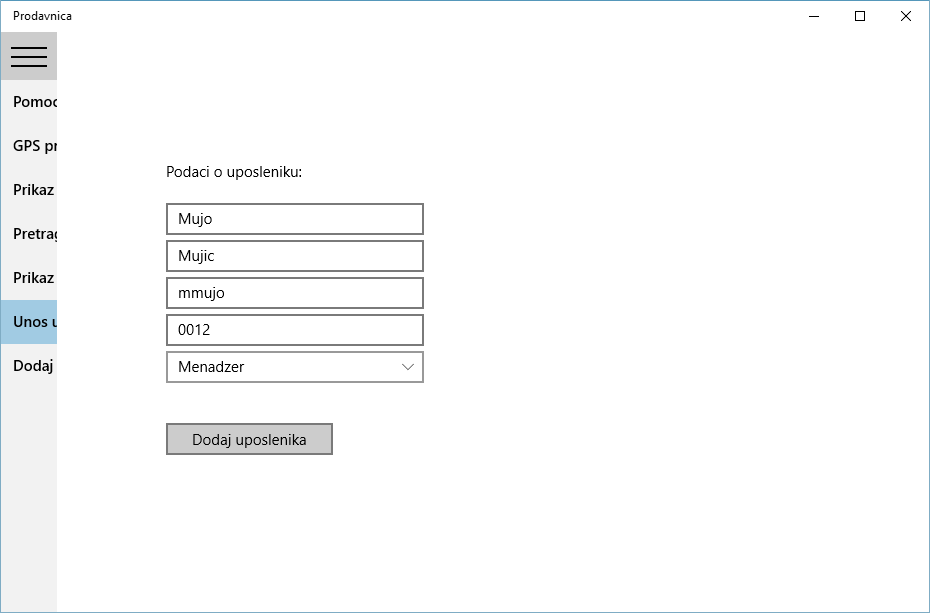 Prodavnica
Pomoc
GPS pr
Prikaz
Pretrag
Prikaz
Unos u
Dodaj
Podaci o uposleniku:
Mujo
Mujic
mmujo
0012
Menadzer
Dodaj uposlenika